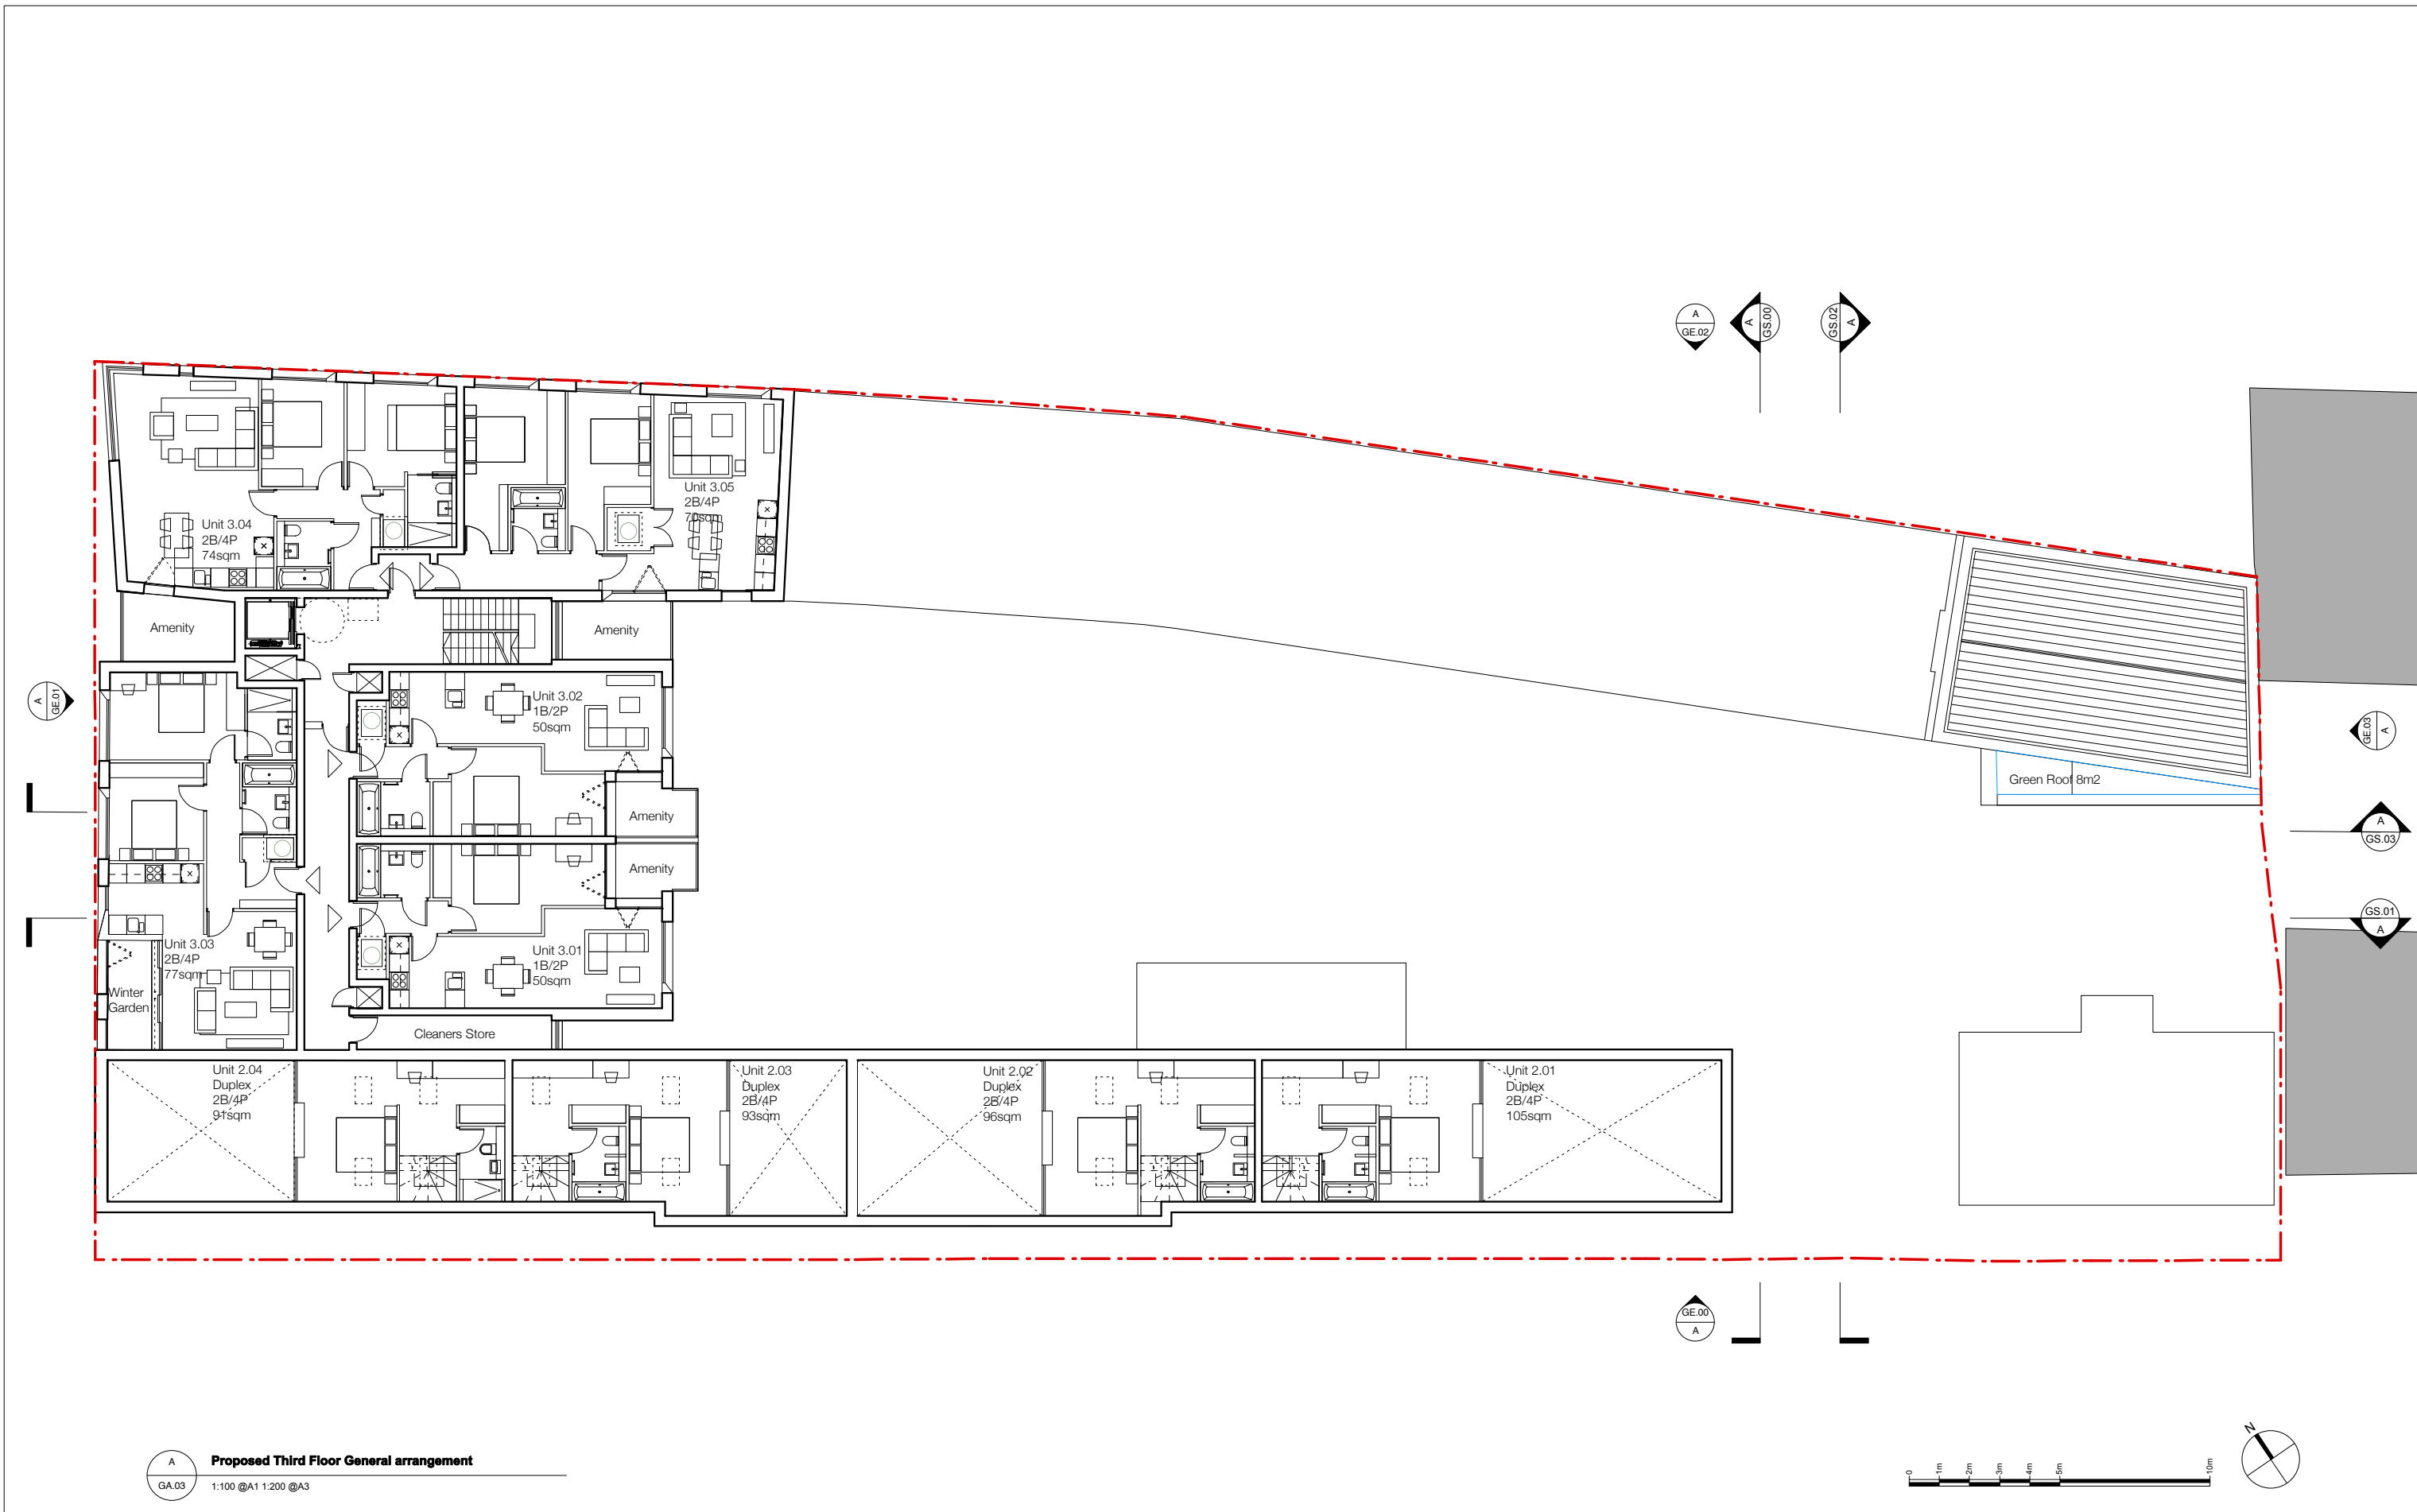 A
GE.02
A
GS.00
GS.02
A
Unit 3.05
2B/4P
70sqm
Unit 3.04
2B/4P
74sqm
Amenity
Amenity
A
GE.01
Unit 3.02
1B/2P
50sqm
GE.03
A
Green Roof 8m2
Amenity
A
GS.03
Amenity
GS.01
A
Unit 3.03
2B/4P
77sqm
Unit 3.01
1B/2P
50sqm
Winter
Garden
Cleaners Store
Unit 2.04
Duplex
2B/4P
91sqm
Unit 2.03
Duplex
2B/4P
93sqm
Unit 2.02
Duplex
2B/4P
96sqm
Unit 2.01
Duplex
2B/4P
105sqm
GE.00
A
A
GA.03
Proposed Third Floor General arrangement
1:100 @A1 1:200 @A3
0 1m 2m 3m 4m 5m 10m
N